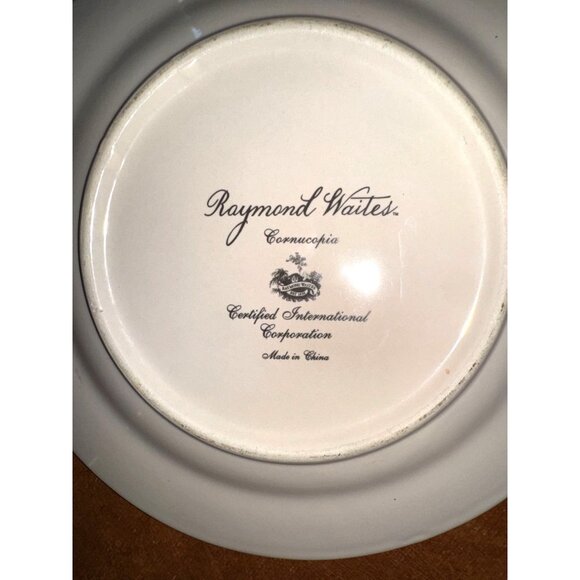 Raymond Waites™
Cornucopia
Certified International
Corporation
Made in China